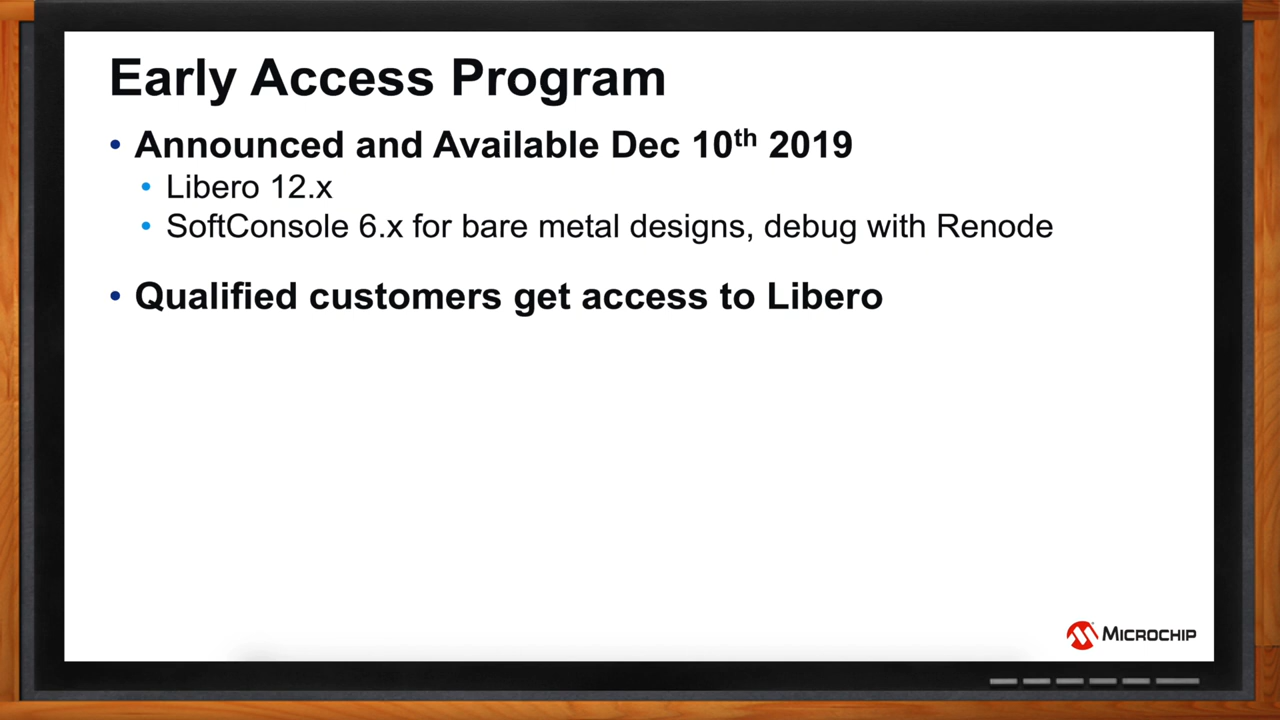 Early Access Program
• Announced and Available Dec 10th 2019
• Libero 12.x
• SoftConsole 6.x for bare metal designs, debug with Renode
• Qualified customers get access to Libero
MICROCHIP